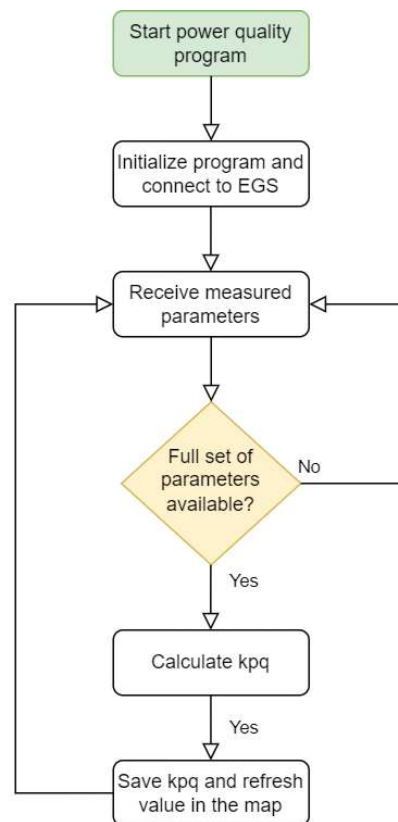 Start power quality
program
Initialize program and
connect to EGS
Receive measured
parameters
Full set of
parameters
available?
No
Yes
Calculate kpq
Yes
Save kpq and refresh
value in the map